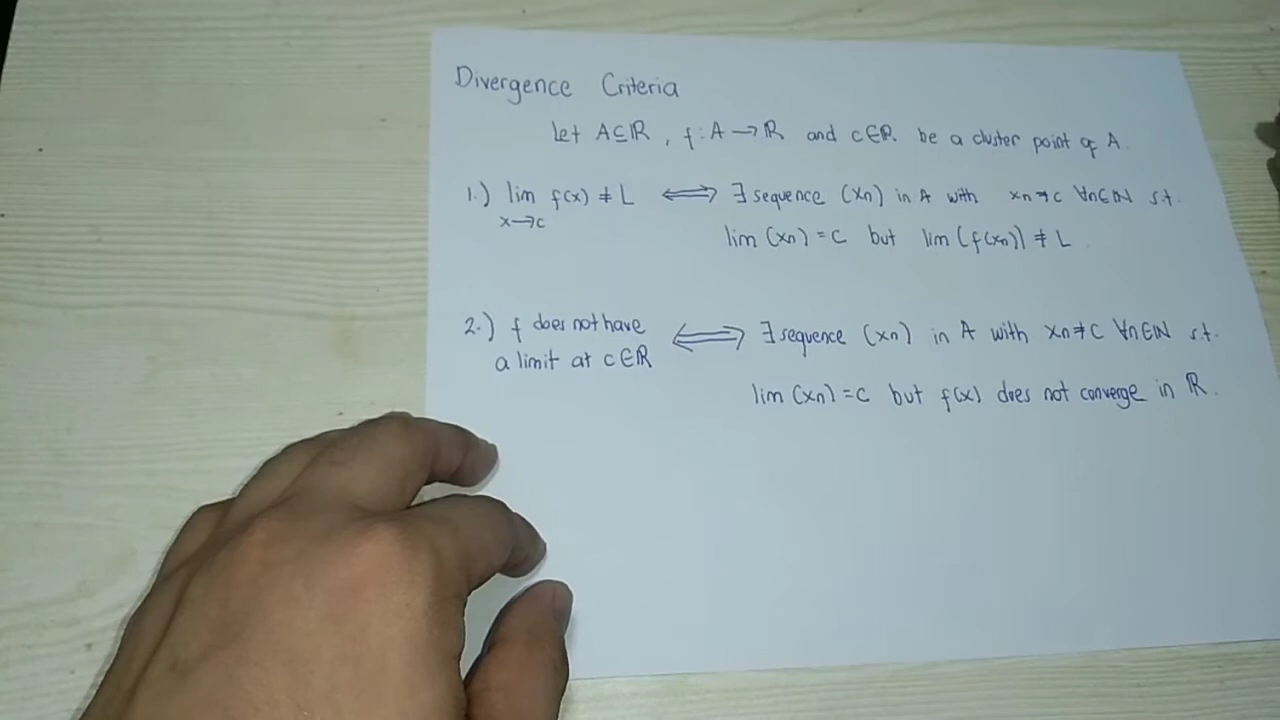 Divergence Criteria
Let A⊆ℝ, f: A → ℝ and c∈ℝ. be a cluster point of A.
1.) lim f(x) ≠ L ⟺ ∃ sequence (xn) in A with xn≠c ∀n∈ℕ s.t.
x→c
lim (xn) = c but lim (f(xn)) ≠ L.
2.) f does not have ⟺ ∃ sequence (xn) in A with xn≠c ∀n∈ℕ s.t.
a limit at c∈ℝ
lim (xn) = c but f(x) does not converge in ℝ.